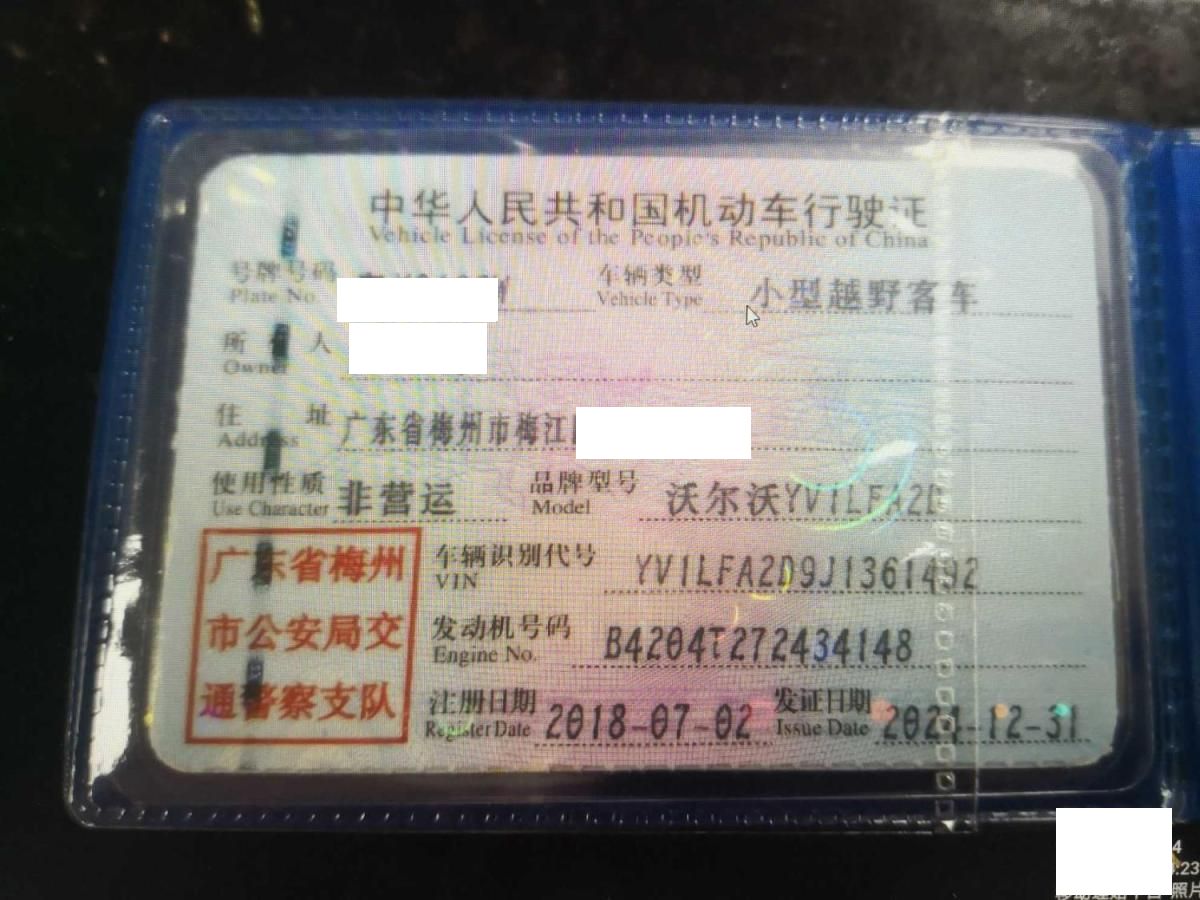 中华人民共和国机动车行驶证
Vehicle License of the People's Republic of China
号牌号码 车辆类型 小型越野客车
Plate No. Vehicle Type
所 人
Owner
住 址 广东省梅州市梅江
Address
使用性质 非营运 品牌型号 沃尔沃YV1LFA2D
Use Character Model
车辆识别代号 YV1LFA2D9J1361492
VIN
发动机号码 B4204T272434148
Engine No.
注册日期 2018-07-02 发证日期 2024-12-31
Register Date Issue Date
广东省梅州
市公安局交
通警察支队
4
:23
照片